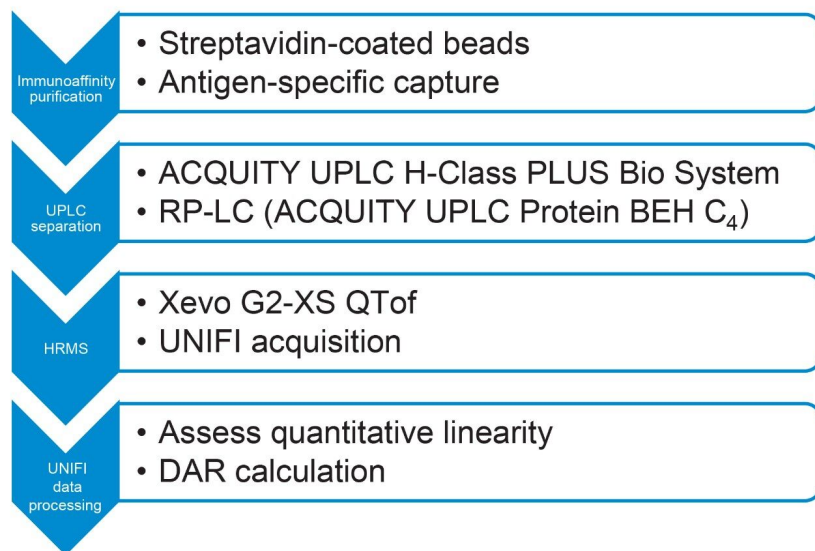 Immunoaffinity
purification
• Streptavidin-coated beads
• Antigen-specific capture
UPLC
separation
• ACQUITY UPLC H-Class PLUS Bio System
• RP-LC (ACQUITY UPLC Protein BEH C₄)
HRMS
• Xevo G2-XS QTof
• UNIFI acquisition
UNIFI
data
processing
• Assess quantitative linearity
• DAR calculation